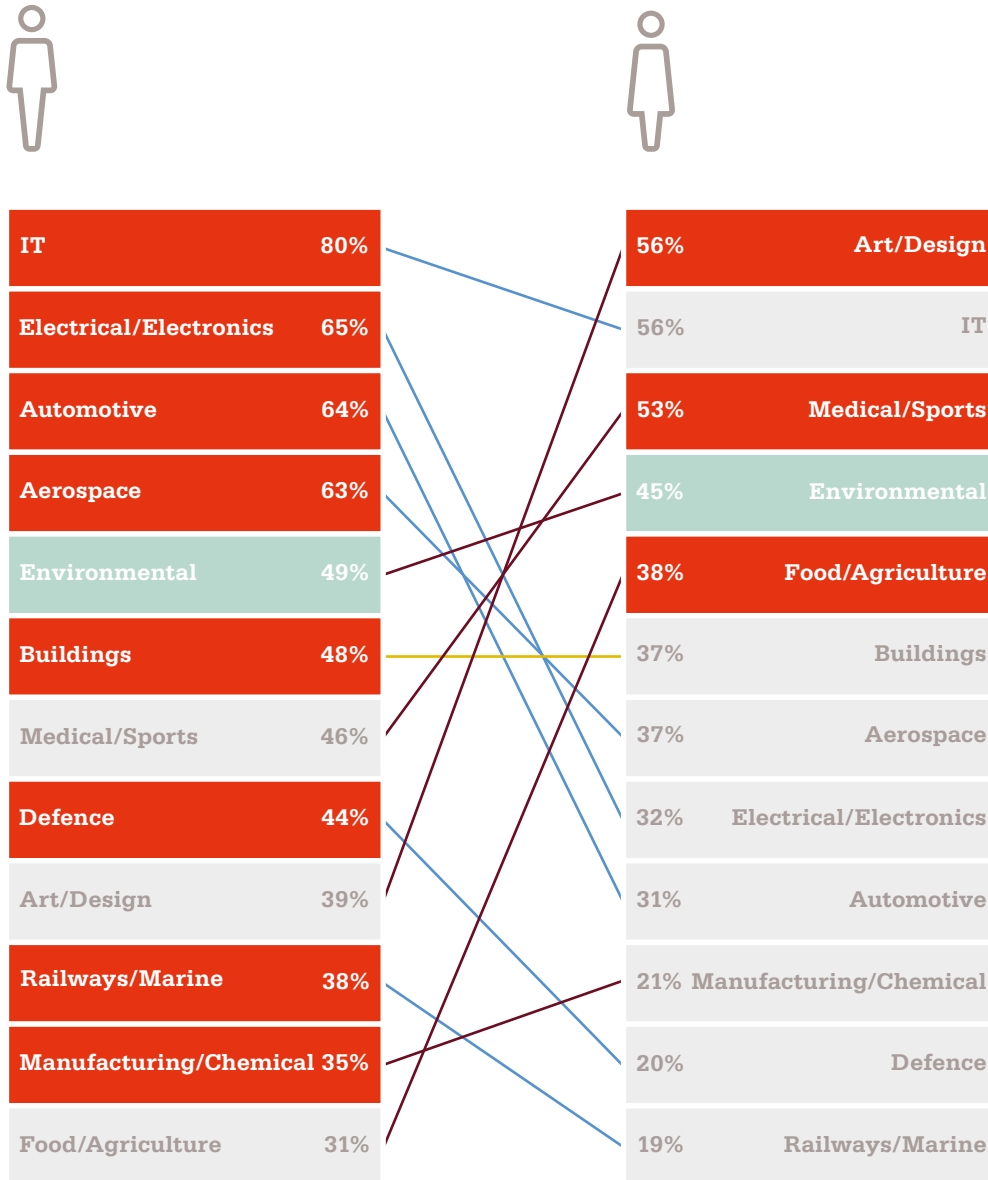 IT 80%
Electrical/Electronics 65%
Automotive 64%
Aerospace 63%
Environmental 49%
Buildings 48%
Medical/Sports 46%
Defence 44%
Art/Design 39%
Railways/Marine 38%
Manufacturing/Chemical 35%
Food/Agriculture 31%
56% Art/Design
56% IT
53% Medical/Sports
45% Environmental
38% Food/Agriculture
37% Buildings
37% Aerospace
32% Electrical/Electronics
31% Automotive
21% Manufacturing/Chemical
20% Defence
19% Railways/Marine